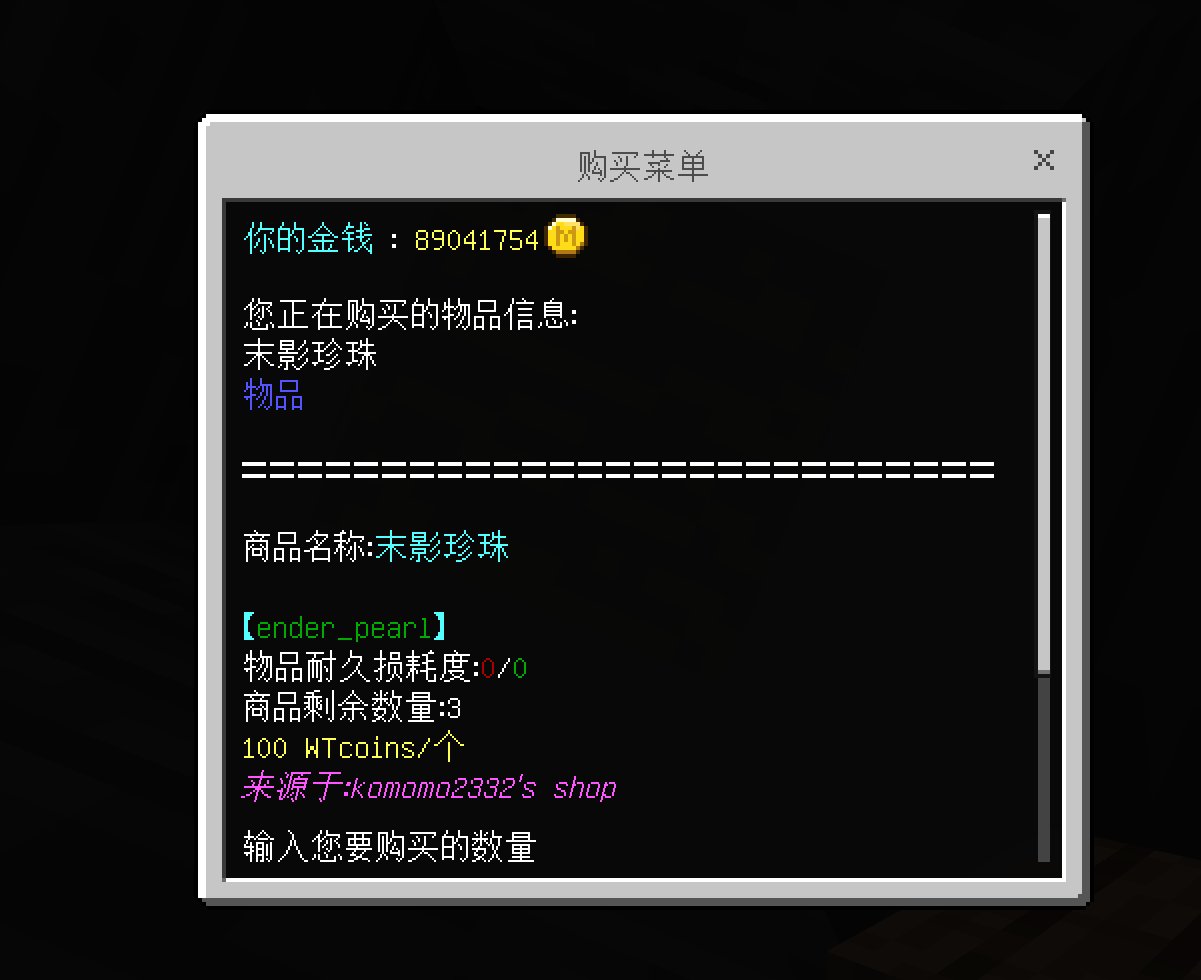 购买菜单
你的金钱 : 89041754
您正在购买的物品信息:
末影珍珠
物品
===========================
商品名称:末影珍珠
【ender_pearl】
物品耐久损耗度:0/0
商品剩余数量:3
100 WTcoins/个
来源于:komomo2332's shop
输入您要购买的数量